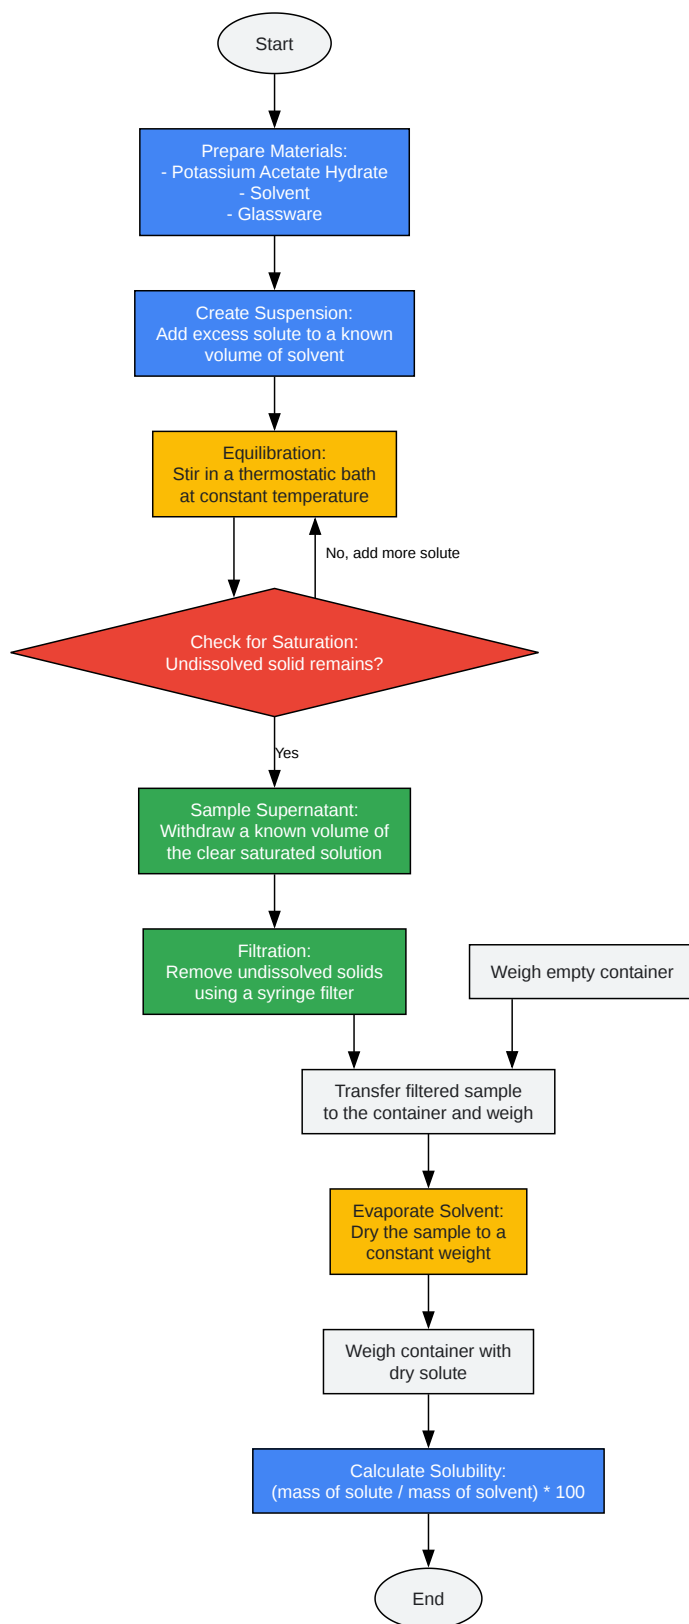 Start
Prepare Materials:
- Potassium Acetate Hydrate
- Solvent
- Glassware
Create Suspension:
Add excess solute to a known
volume of solvent
Equilibration:
Stir in a thermostatic bath
at constant temperature
No, add more solute
Check for Saturation:
Undissolved solid remains?
Yes
Sample Supernatant:
Withdraw a known volume of
the clear saturated solution
Filtration:
Remove undissolved solids
using a syringe filter
Weigh empty container
Transfer filtered sample
to the container and weigh
Evaporate Solvent:
Dry the sample to a
constant weight
Weigh container with
dry solute
Calculate Solubility:
(mass of solute / mass of solvent) * 100
End